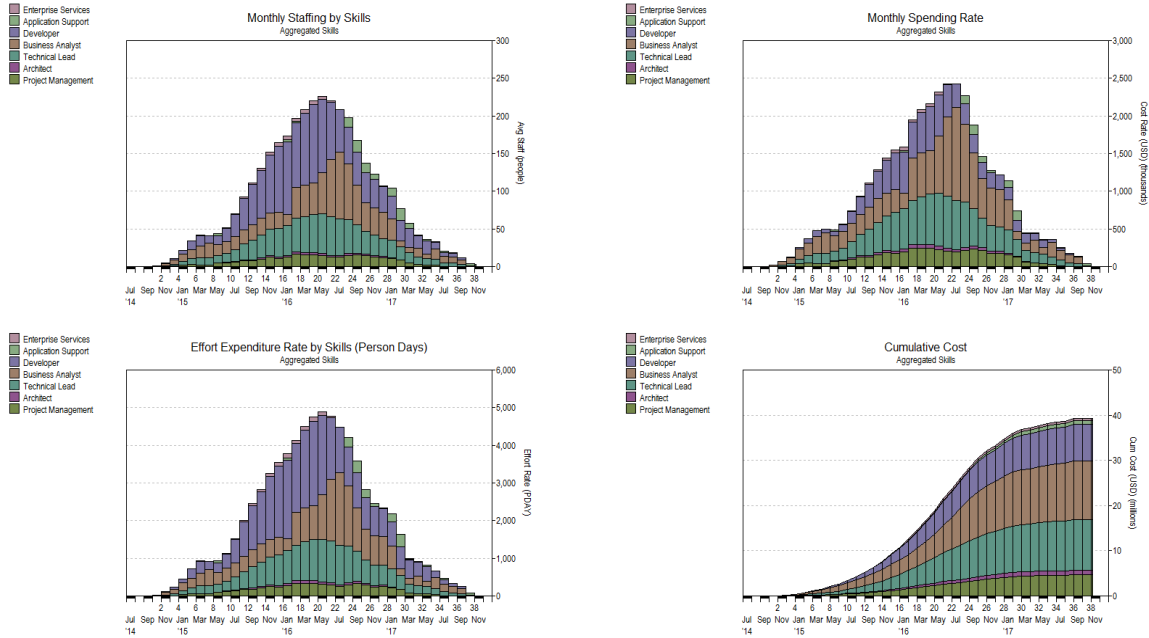 Enterprise Services
Application Support
Developer
Business Analyst
Technical Lead
Architect
Project Management
Monthly Staffing by Skills
Aggregated Skills
300
250
200
150
100
50
0
Avg Staff (people)
2 4 6 8 10 12 14 16 18 20 22 24 26 28 30 32 34 36 38
Jul Sep Nov Mar May Jul Sep Nov Jan Mar May Jul Sep Nov Mar May Jul Sep Nov
'14 '15 '16 '17
Enterprise Services
Application Support
Developer
Business Analyst
Technical Lead
Architect
Project Management
Monthly Spending Rate
Aggregated Skills
3,000
2,500
2,000
1,500
1,000
500
0
Cost Rate (USD) (thousands)
2 4 6 8 10 12 14 16 18 20 22 24 26 28 30 32 34 36 38
Jul Sep Nov Mar May Jul Sep Nov Jan Mar May Jul Sep Nov Mar May Jul Sep Nov
'14 '15 '16 '17
Enterprise Services
Application Support
Developer
Business Analyst
Technical Lead
Architect
Project Management
Effort Expenditure Rate by Skills (Person Days)
Aggregated Skills
6,000
5,000
4,000
3,000
2,000
1,000
0
Effort Rate (PDAY)
2 4 6 8 10 12 14 16 18 20 22 24 26 28 30 32 34 36 38
Jul Sep Nov Mar May Jul Sep Nov Jan Mar May Jul Sep Nov Mar May Jul Sep Nov
'14 '15 '16 '17
Enterprise Services
Application Support
Developer
Business Analyst
Technical Lead
Architect
Project Management
Cumulative Cost
Aggregated Skills
50
40
30
20
10
0
Cum Cost (USD) (millions)
2 4 6 8 10 12 14 16 18 20 22 24 26 28 30 32 34 36 38
Jul Sep Nov Mar May Jul Sep Nov Jan Mar May Jul Sep Nov Mar May Jul Sep Nov
'14 '15 '16 '17